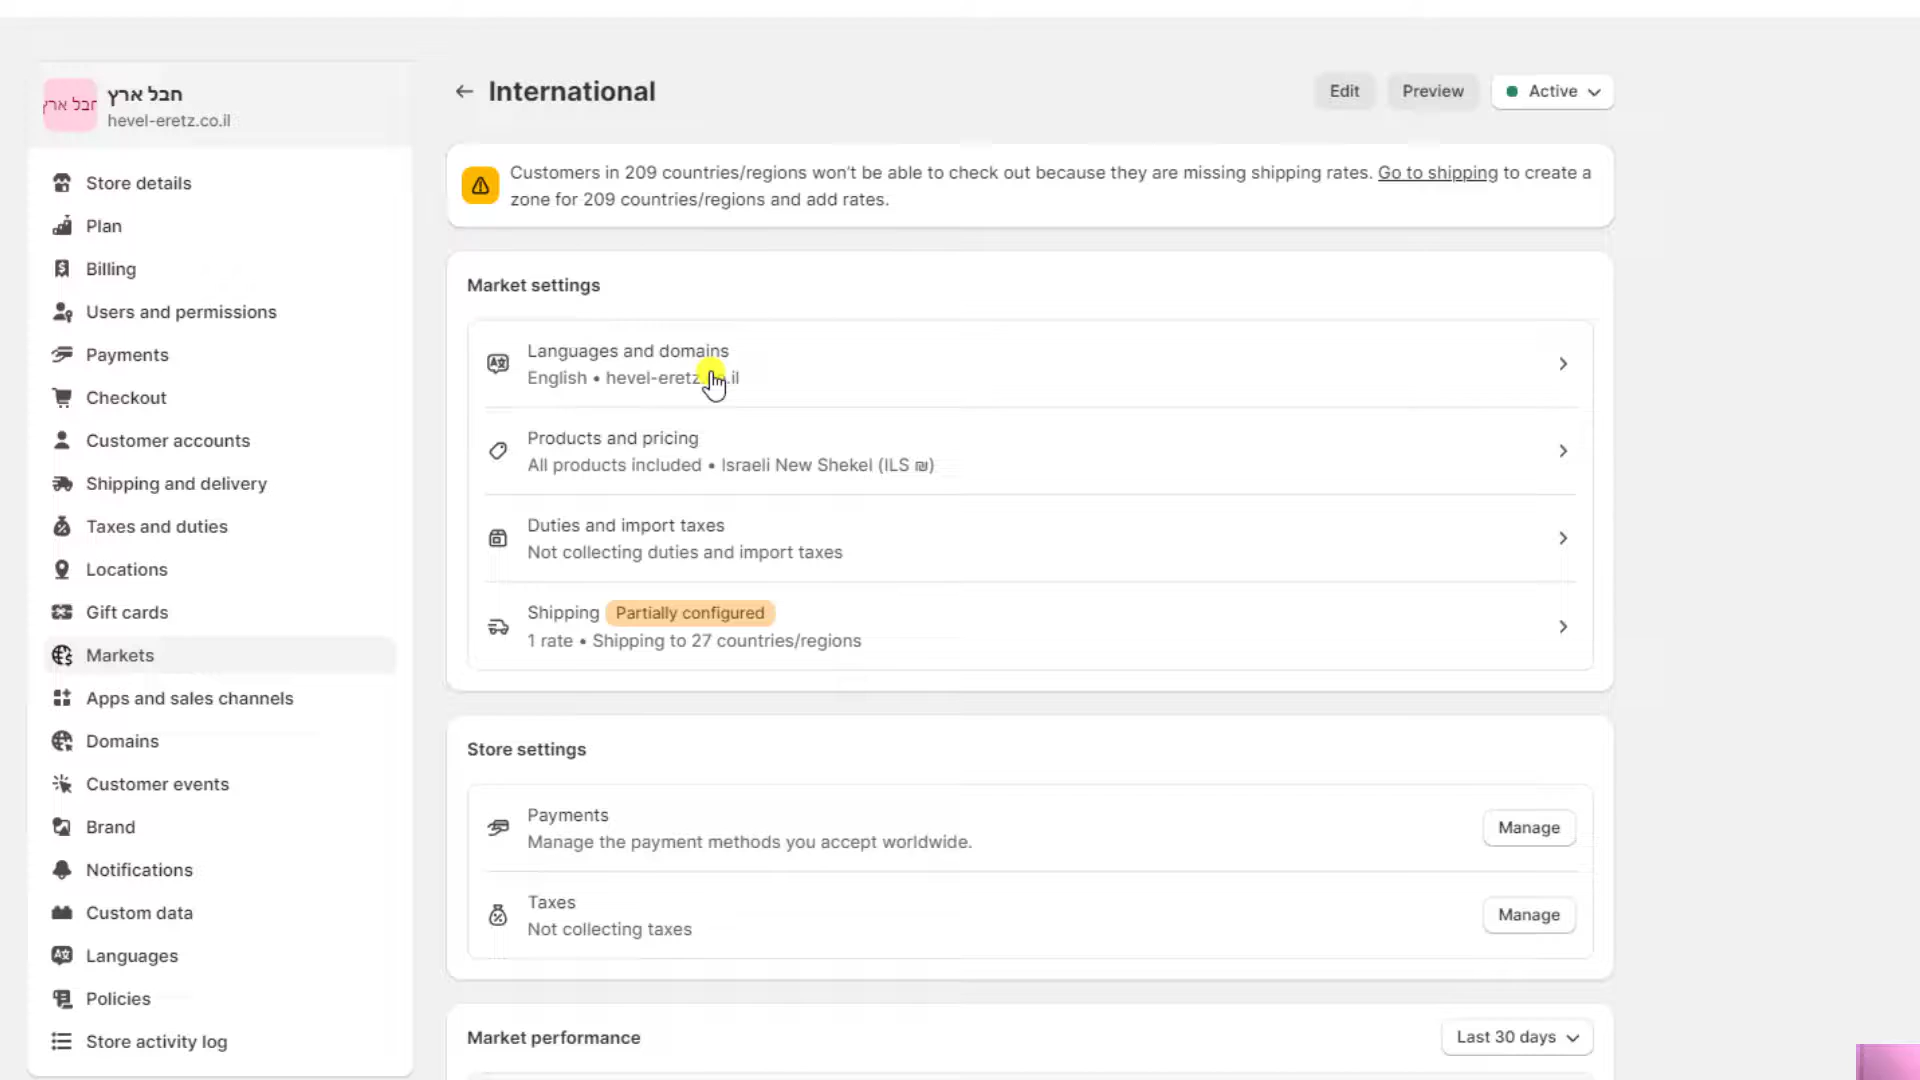 חבל ארץ
חבל ארץ
hevel-eretz.co.il
Store details
Plan
Billing
Users and permissions
Payments
Checkout
Customer accounts
Shipping and delivery
Taxes and duties
Locations
Gift cards
Markets
Apps and sales channels
Domains
Customer events
Brand
Notifications
Custom data
Languages
Policies
Store activity log
International
Edit
Preview
Active
Customers in 209 countries/regions won't be able to check out because they are missing shipping rates. Go to shipping to create a
zone for 209 countries/regions and add rates.
Market settings
Languages and domains
English • hevel-eretz.co.il
Products and pricing
All products included • Israeli New Shekel (ILS ₪)
Duties and import taxes
Not collecting duties and import taxes
Shipping Partially configured
1 rate • Shipping to 27 countries/regions
Store settings
Payments
Manage the payment methods you accept worldwide.
Manage
Taxes
Not collecting taxes
Manage
Market performance
Last 30 days